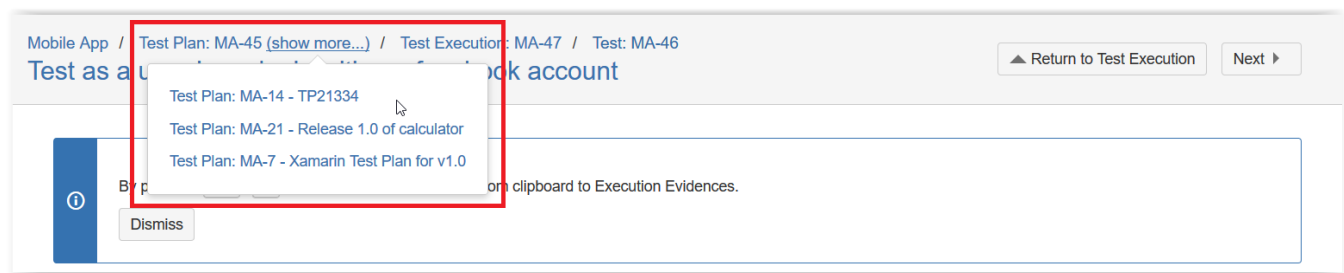 Mobile App / Test Plan: MA-45 (show more...) / Test Execution: MA-47 / Test: MA-46
Test as a account
Return to Test Execution
Next
Test Plan: MA-14 - TP21334
Test Plan: MA-21 - Release 1.0 of calculator
Test Plan: MA-7 - Xamarin Test Plan for v1.0
By clipboard to Execution Evidences.
Dismiss